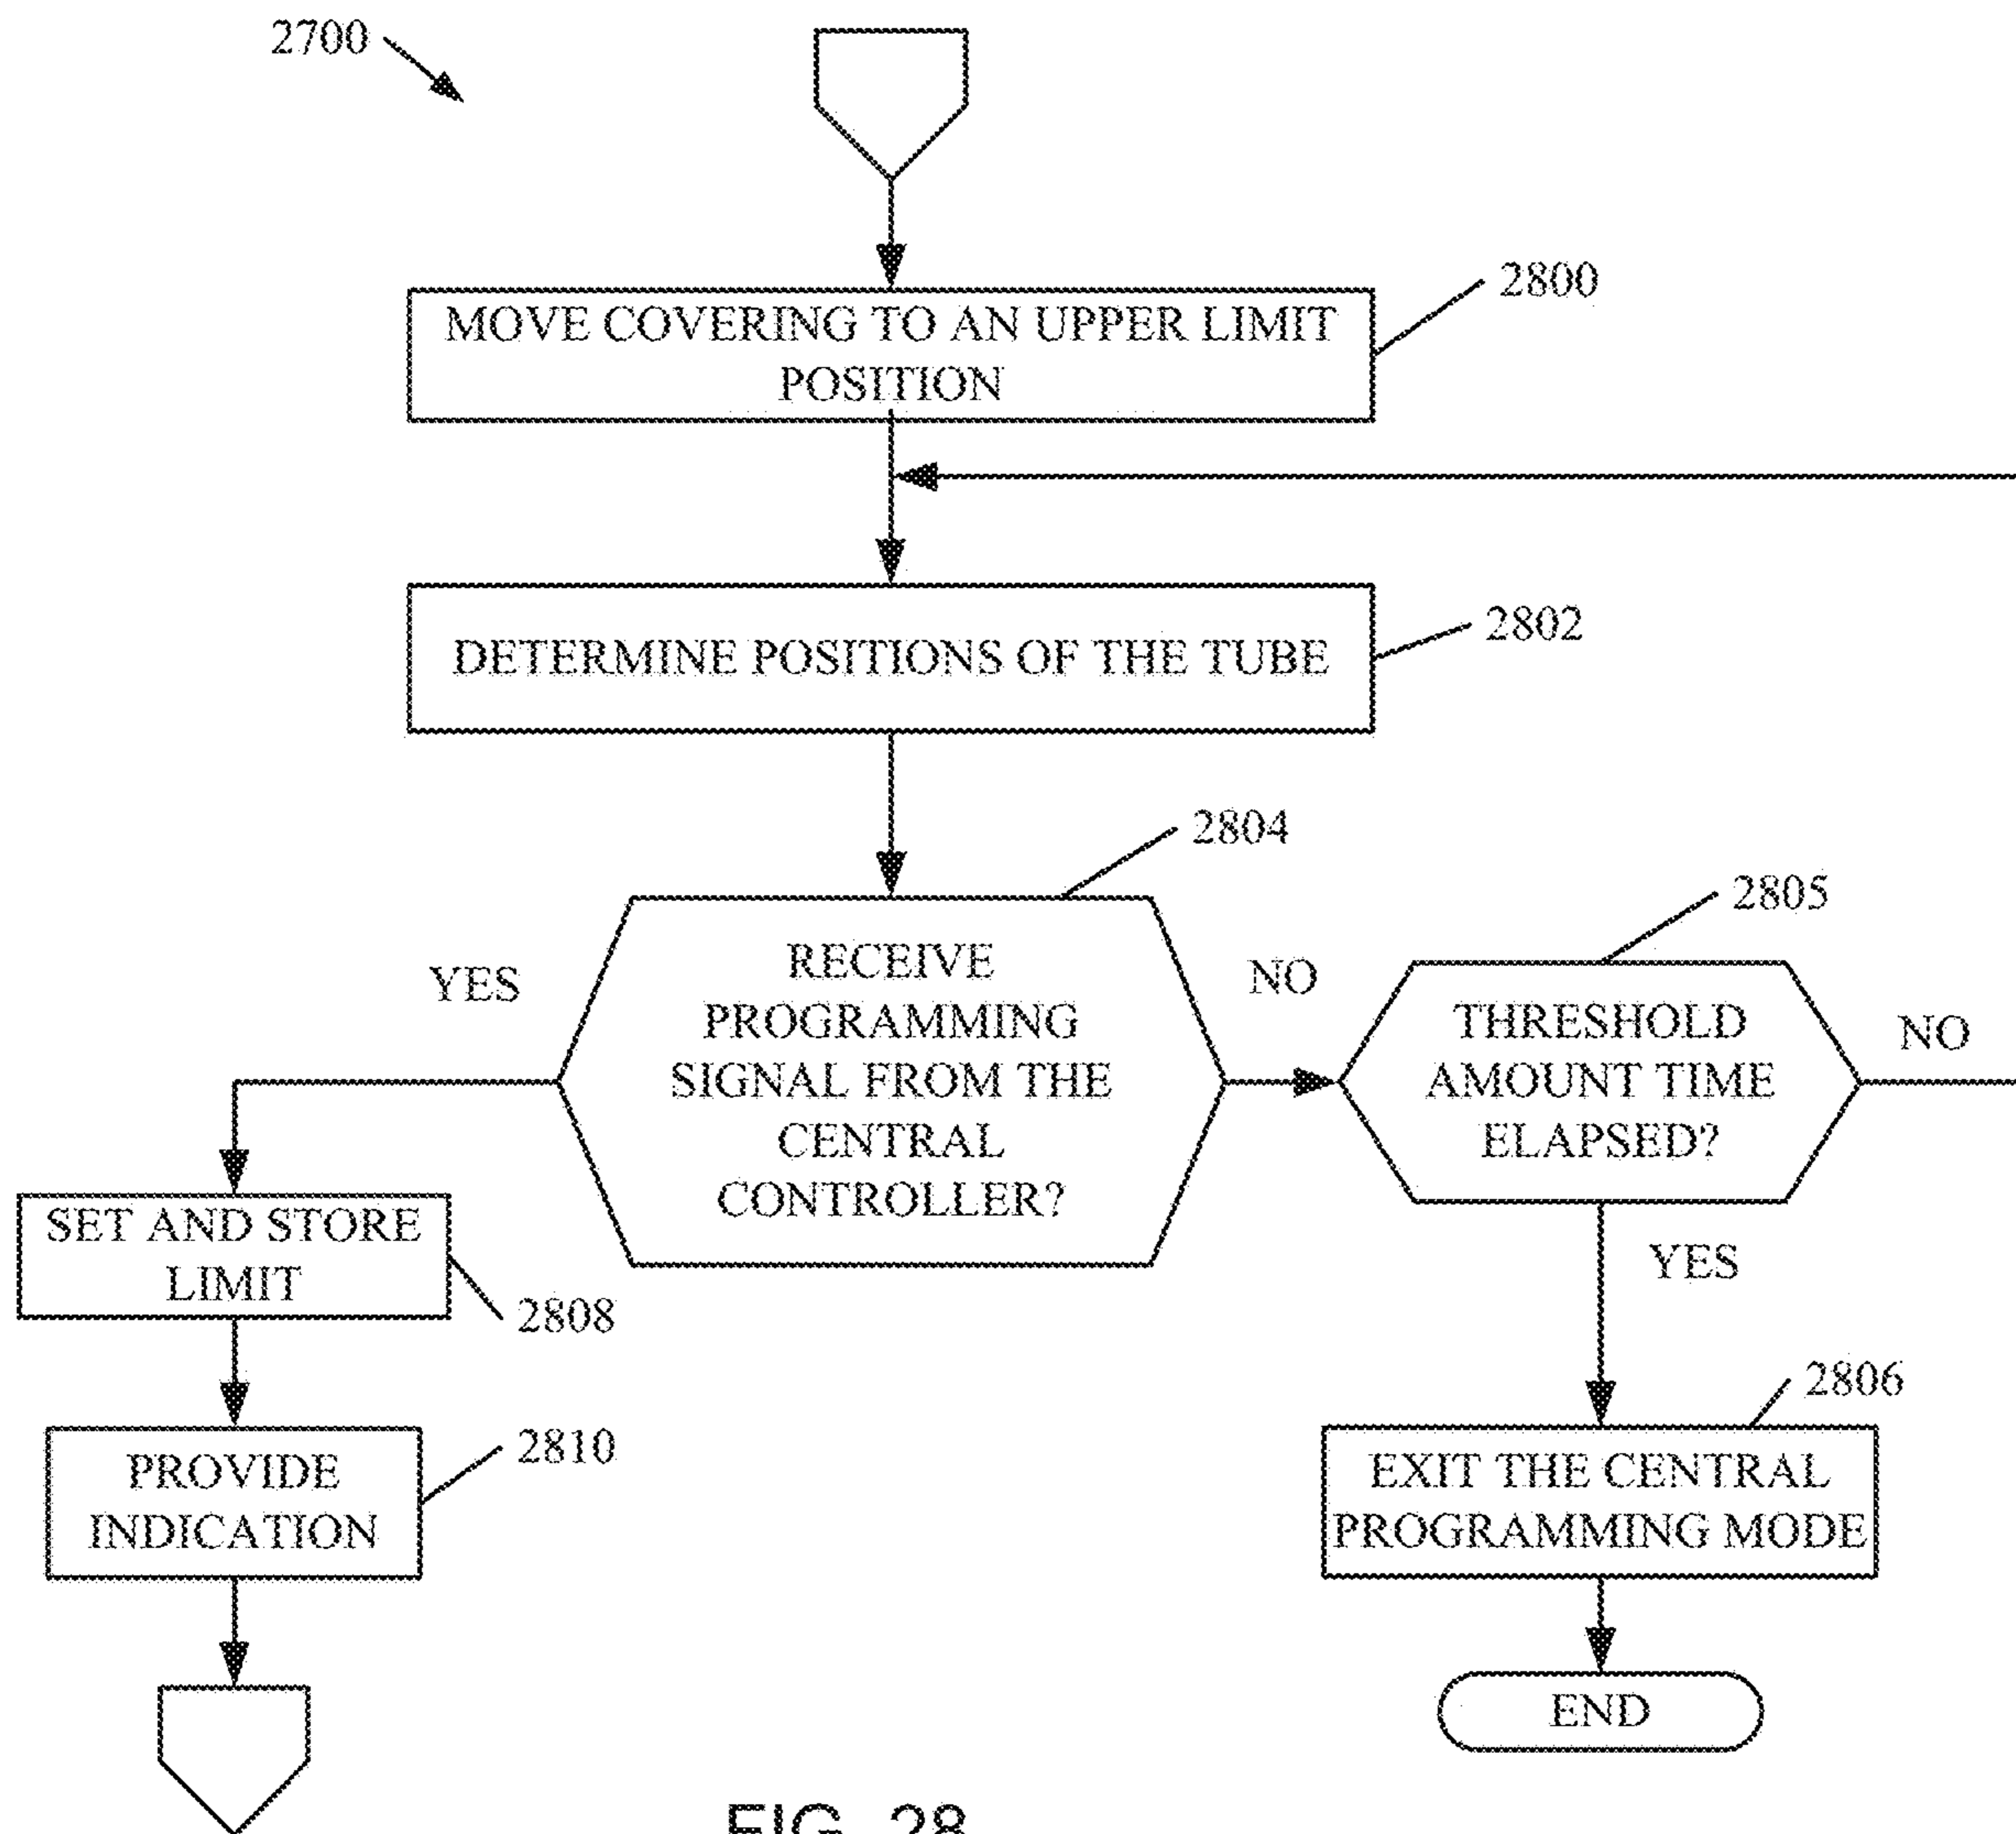 2700
MOVE COVERING TO AN UPPER LIMIT
POSITION
2800
DETERMINE POSITIONS OF THE TUBE
2802
2804
RECEIVE
PROGRAMMING
SIGNAL FROM THE
CENTRAL
CONTROLLER?
YES
NO
2805
THRESHOLD
AMOUNT TIME
ELAPSED?
NO
YES
SET AND STORE
LIMIT
2808
PROVIDE
INDICATION
2810
2806
EXIT THE CENTRAL
PROGRAMMING MODE
END
FIG. 28